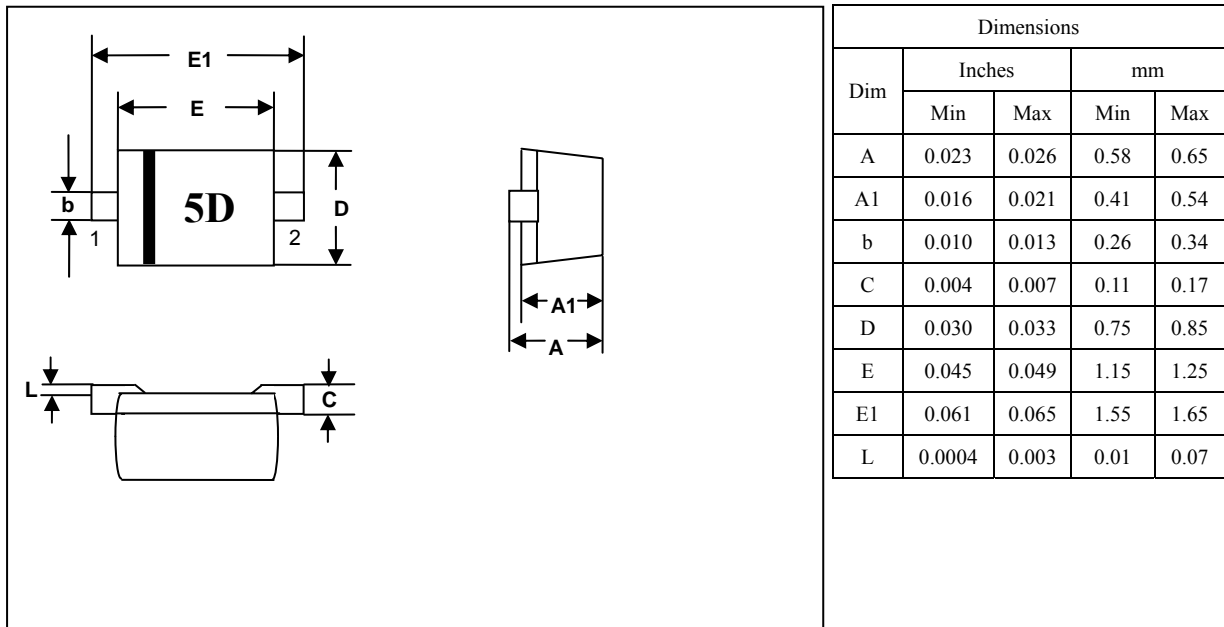 E1
E
b
5D
D
1
2
A1
A
L
C
Dimensions
Dim Inches mm
Min Max Min Max
A 0.023 0.026 0.58 0.65
A1 0.016 0.021 0.41 0.54
b 0.010 0.013 0.26 0.34
C 0.004 0.007 0.11 0.17
D 0.030 0.033 0.75 0.85
E 0.045 0.049 1.15 1.25
E1 0.061 0.065 1.55 1.65
L 0.0004 0.003 0.01 0.07